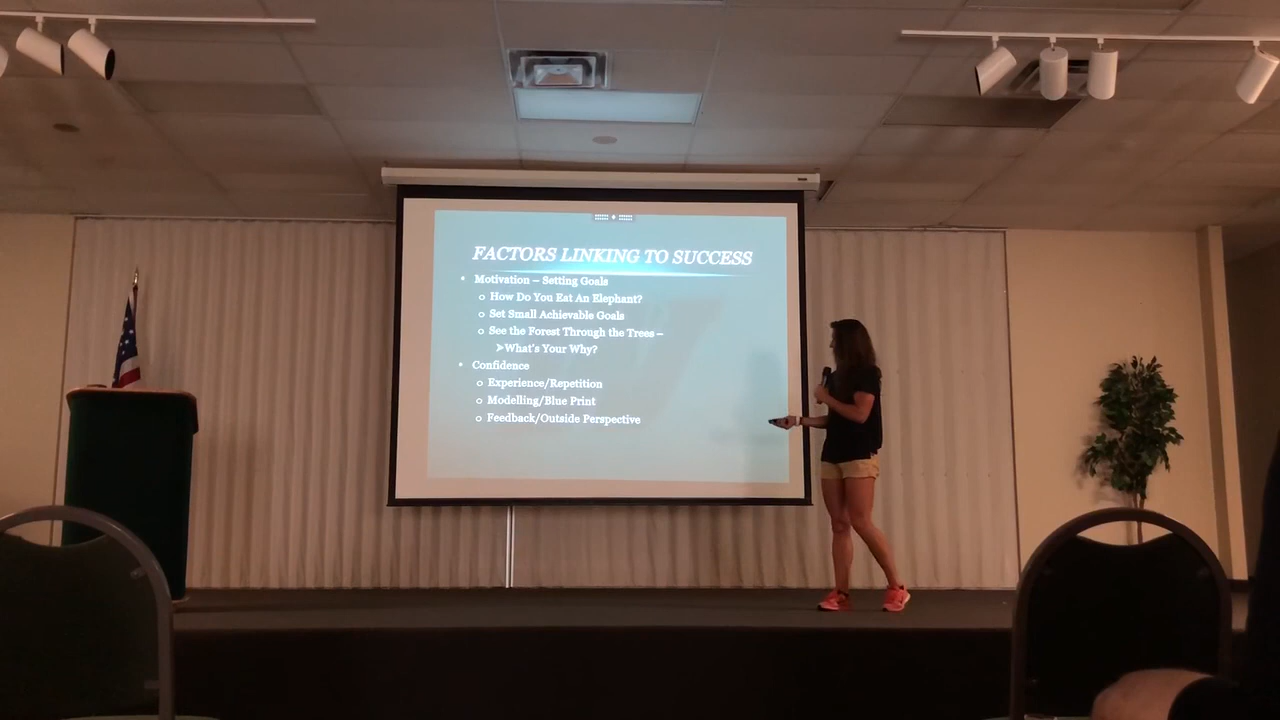 FACTORS LINKING TO SUCCESS
• Motivation – Setting Goals
o How Do You Eat An Elephant?
o Set Small Achievable Goals
o See the Forest Through the Trees –
➤What's Your Why?
• Confidence
o Experience/Repetition
o Modelling/Blue Print
o Feedback/Outside Perspective